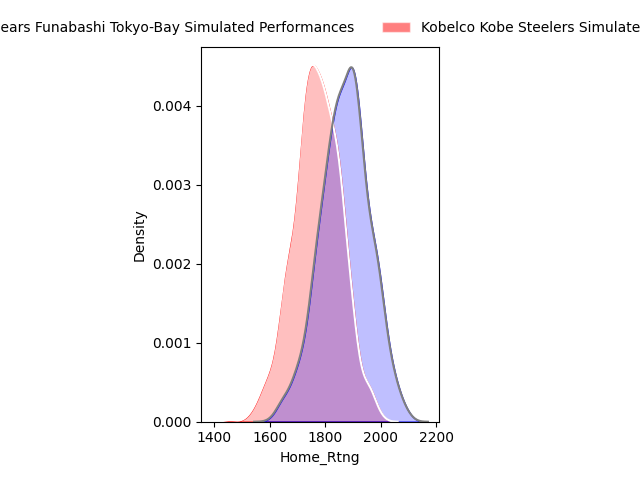 ears Funabashi Tokyo-Bay Simulated Performances
Kobelco Kobe Steelers Simulate
0.004
0.003
0.002
0.001
0.000
Density
1400 1600 1800 2000 2200
Home_Rtng